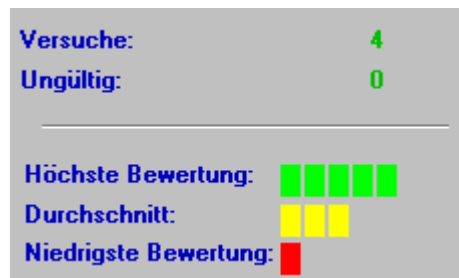 Versuche: 4
Ungültig: 0
Höchste Bewertung:
Durchschnitt:
Niedrigste Bewertung: